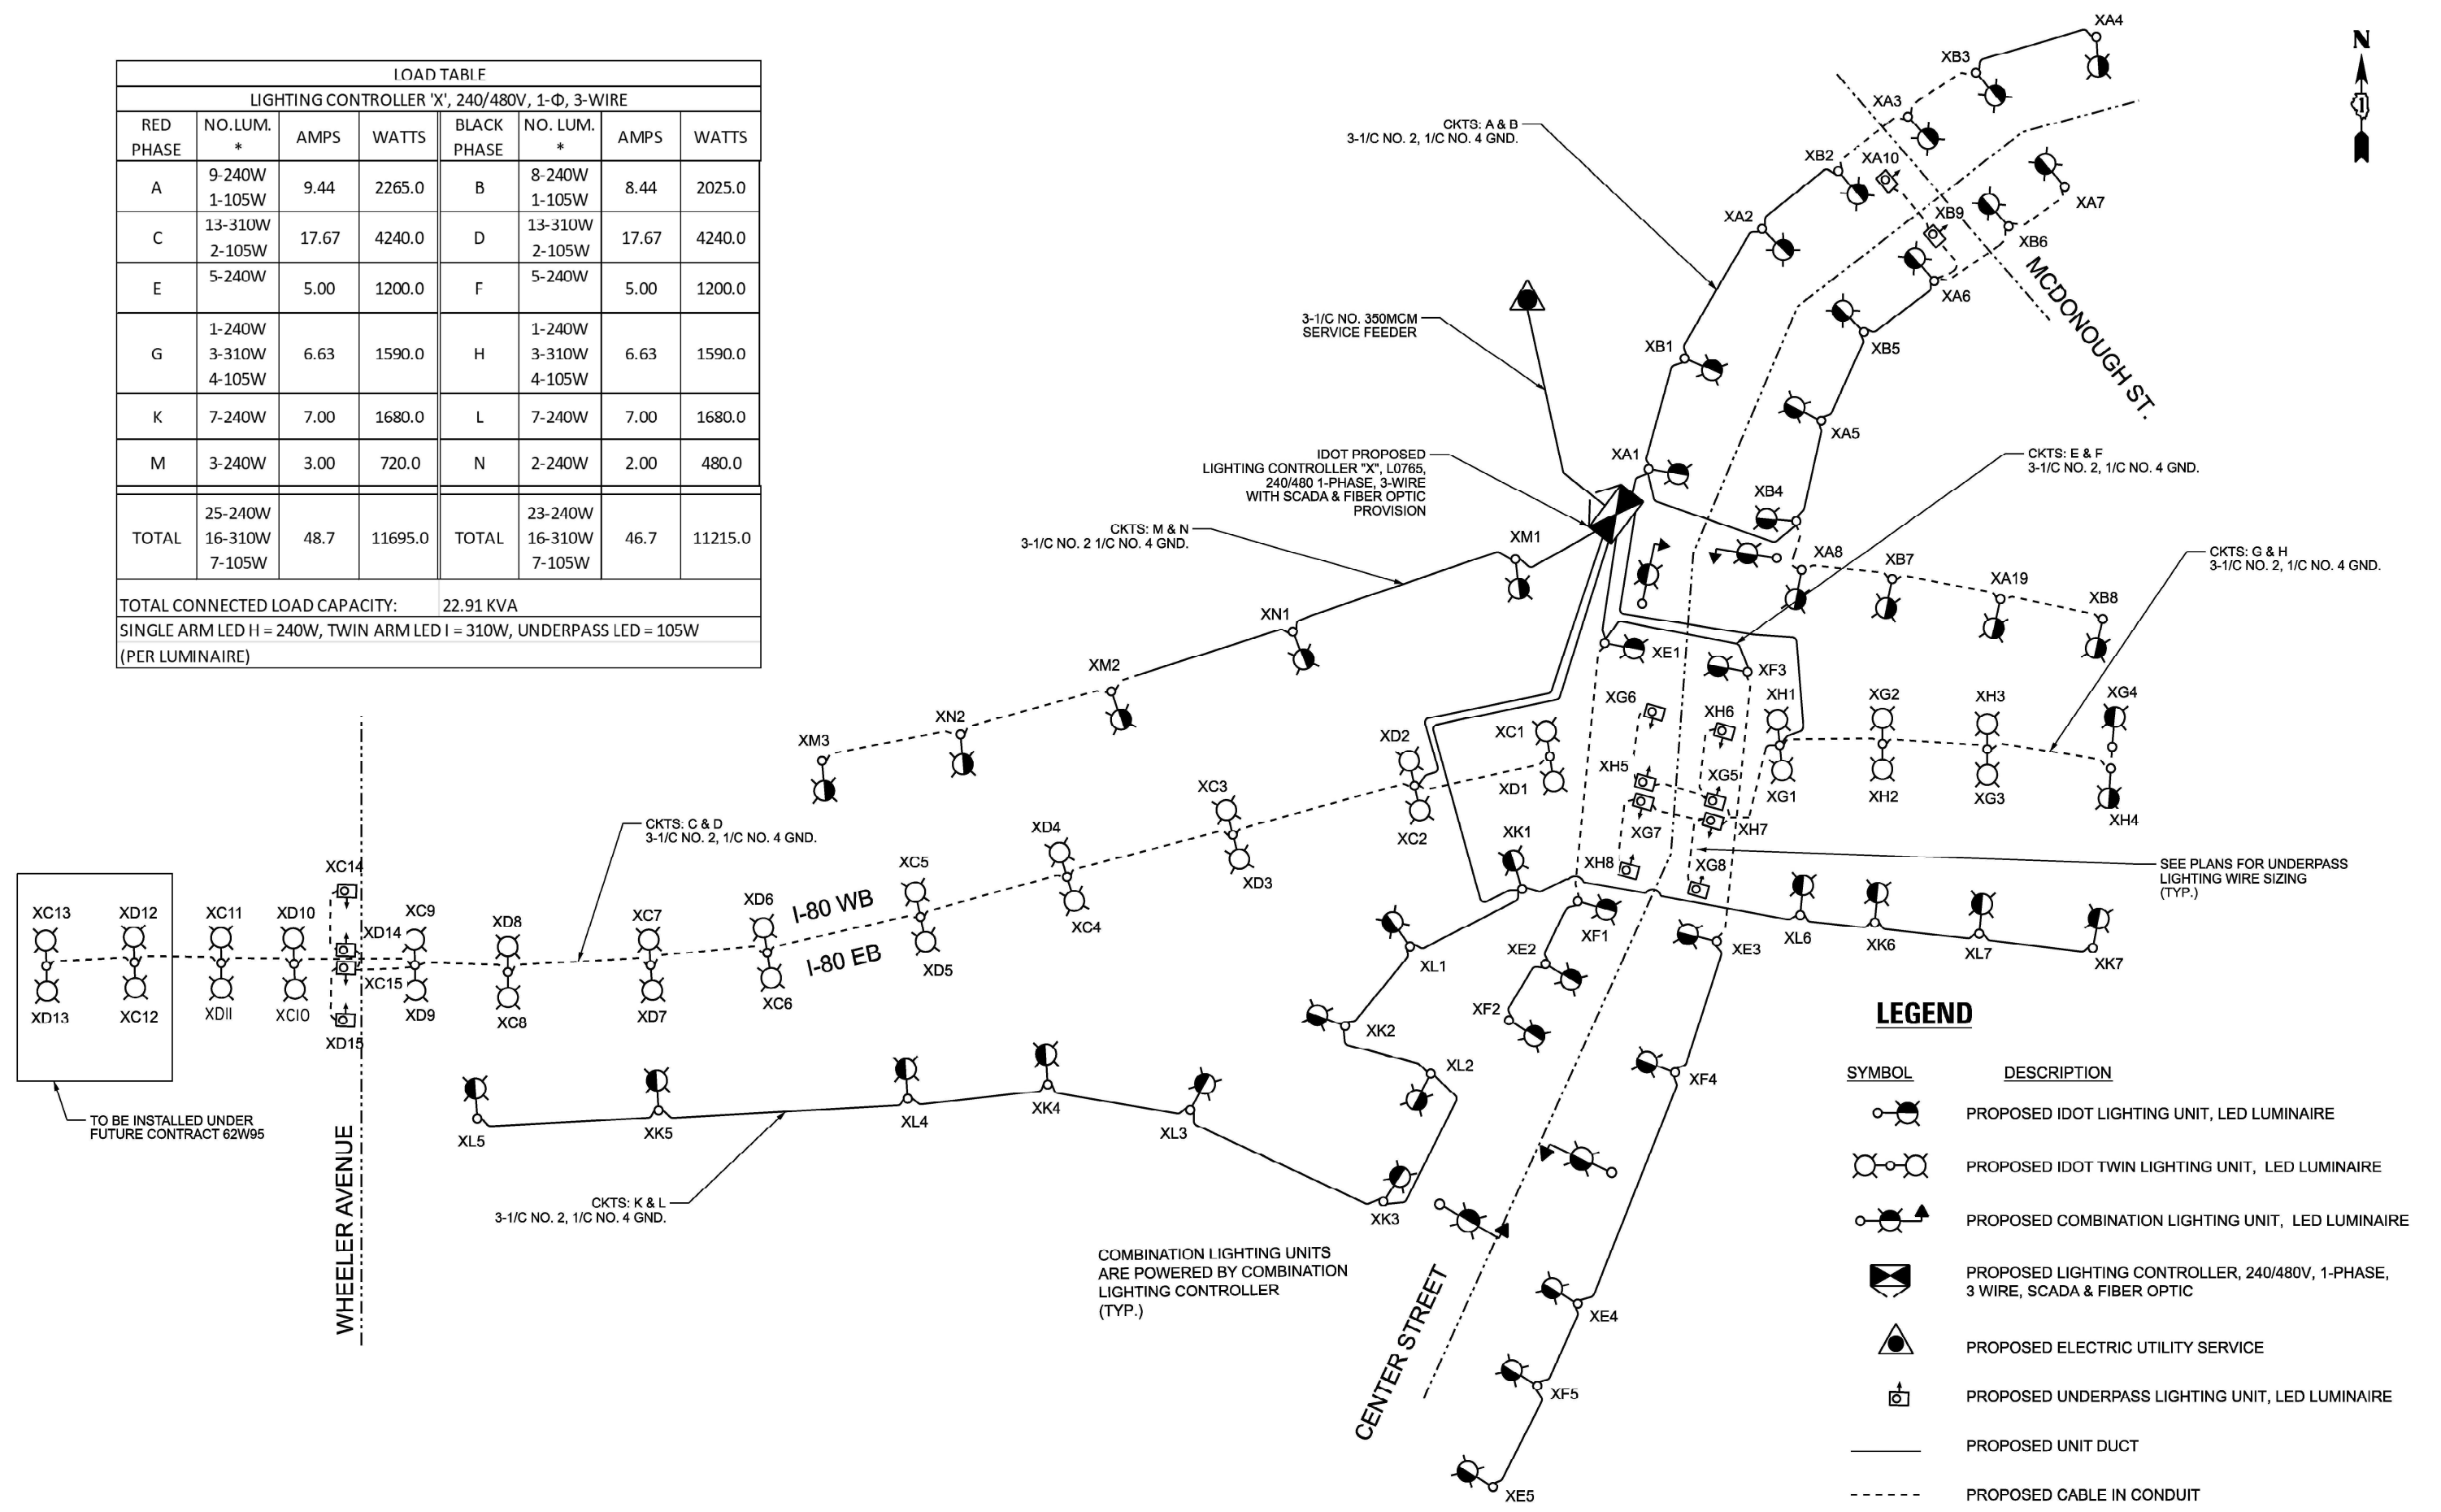 LOAD TABLE
LIGHTING CONTROLLER 'X', 240/480V, 1-Φ, 3-WIRE
RED PHASE NO.LUM. * AMPS WATTS BLACK PHASE NO. LUM. * AMPS WATTS
A 9-240W 1-105W 9.44 2265.0 B 8-240W 1-105W 8.44 2025.0
C 13-310W 2-105W 17.67 4240.0 D 13-310W 2-105W 17.67 4240.0
E 5-240W 5.00 1200.0 F 5-240W 5.00 1200.0
G 1-240W 3-310W 4-105W 6.63 1590.0 H 1-240W 3-310W 4-105W 6.63 1590.0
K 7-240W 7.00 1680.0 L 7-240W 7.00 1680.0
M 3-240W 3.00 720.0 N 2-240W 2.00 480.0
TOTAL 25-240W 16-310W 7-105W 48.7 11695.0 TOTAL 23-240W 16-310W 7-105W 46.7 11215.0
TOTAL CONNECTED LOAD CAPACITY: 22.91 KVA
SINGLE ARM LED H = 240W, TWIN ARM LED I = 310W, UNDERPASS LED = 105W
(PER LUMINAIRE)
N
XA4
XB3
XA3
XB2
XA10
XA2
XB9
XA7
XB6
XA6
XB5
XB1
XA5
XA1
XB4
XA8
XB7
XA19
XB8
MCDONOUGH ST.
CKTS: A & B
3-1/C NO. 2, 1/C NO. 4 GND.
3-1/C NO. 350MCM
SERVICE FEEDER
IDOT PROPOSED
LIGHTING CONTROLLER "X", L0765,
240/480 1-PHASE, 3-WIRE
WITH SCADA & FIBER OPTIC
PROVISION
CKTS: M & N
3-1/C NO. 2 1/C NO. 4 GND.
CKTS: E & F
3-1/C NO. 2, 1/C NO. 4 GND.
CKTS: G & H
3-1/C NO. 2, 1/C NO. 4 GND.
XM1
XN1
XM2
XN2
XM3
XE1
XF3
XG6
XH6
XH1
XG2
XH3
XG4
XH5
XG5
XG1
XH2
XG3
XH4
XG7
XH7
XH8
XG8
SEE PLANS FOR UNDERPASS
LIGHTING WIRE SIZING
(TYP.)
XC1
XD1
XD2
XC2
XC3
XD3
XD4
XC4
XC5
XD5
XD6
XC6
XC7
XD7
XD8
XC8
XC9
XD9
XD10
XCI0
XC11
XDII
XD12
XC12
XC13
XD13
XC14
XD14
XC15
XD15
I-80 WB
I-80 EB
CKTS: C & D
3-1/C NO. 2, 1/C NO. 4 GND.
TO BE INSTALLED UNDER
FUTURE CONTRACT 62W95
WHEELER AVENUE
XK1
XL1
XK2
XL2
XK3
XL3
XK4
XL4
XK5
XL5
XL6
XK6
XL7
XK7
CKTS: K & L
3-1/C NO. 2, 1/C NO. 4 GND.
XF1
XE2
XF2
XE3
XF4
XE4
XF5
XE5
COMBINATION LIGHTING UNITS
ARE POWERED BY COMBINATION
LIGHTING CONTROLLER
(TYP.)
CENTER STREET
LEGEND
SYMBOL DESCRIPTION
PROPOSED IDOT LIGHTING UNIT, LED LUMINAIRE
PROPOSED IDOT TWIN LIGHTING UNIT, LED LUMINAIRE
PROPOSED COMBINATION LIGHTING UNIT, LED LUMINAIRE
PROPOSED LIGHTING CONTROLLER, 240/480V, 1-PHASE,
3 WIRE, SCADA & FIBER OPTIC
PROPOSED ELECTRIC UTILITY SERVICE
PROPOSED UNDERPASS LIGHTING UNIT, LED LUMINAIRE
PROPOSED UNIT DUCT
PROPOSED CABLE IN CONDUIT